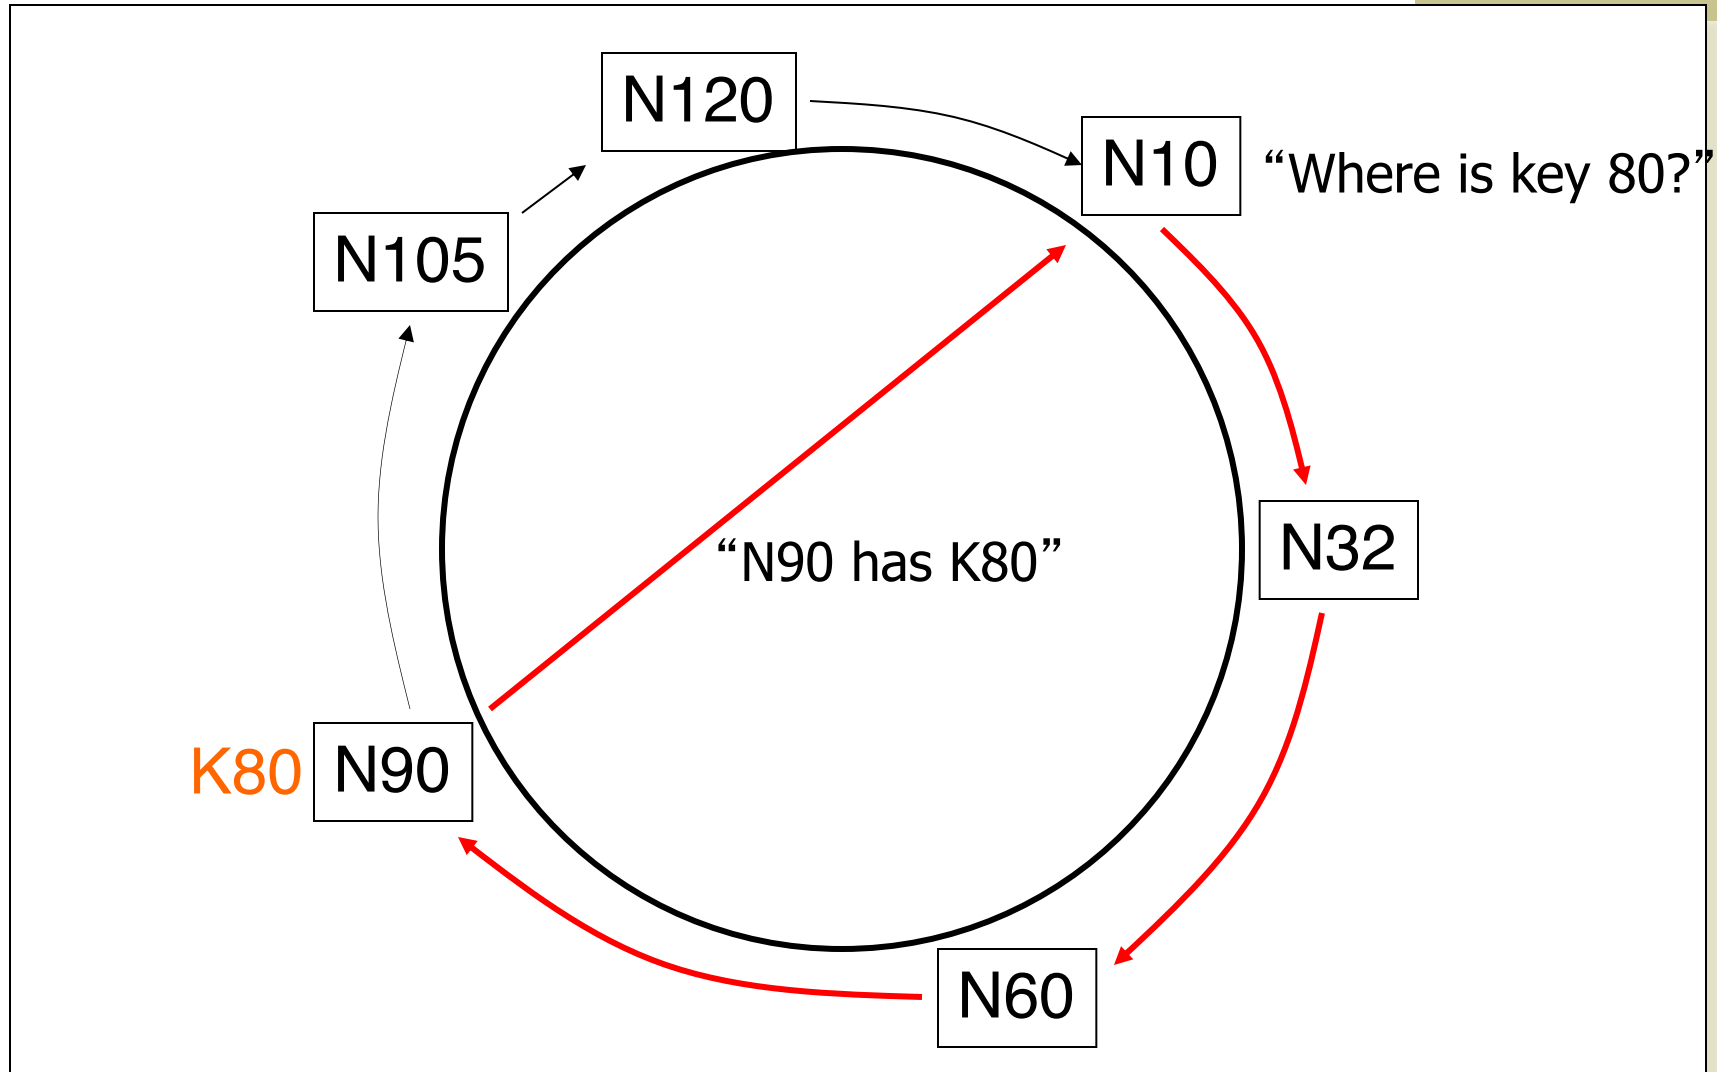 N120
N10
“Where is key 80?”
N105
N32
“N90 has K80”
K80
N90
N60